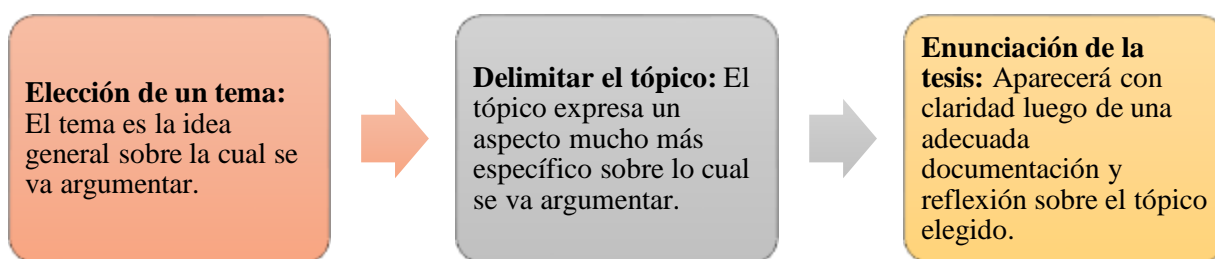 Elección de un tema:
El tema es la idea
general sobre la cual se
va argumentar.
Delimitar el tópico: El
tópico expresa un
aspecto mucho más
específico sobre lo cual
se va argumentar.
Enunciación de la
tesis: Aparecerá con
claridad luego de una
adecuada
documentación y
reflexión sobre el tópico
elegido.